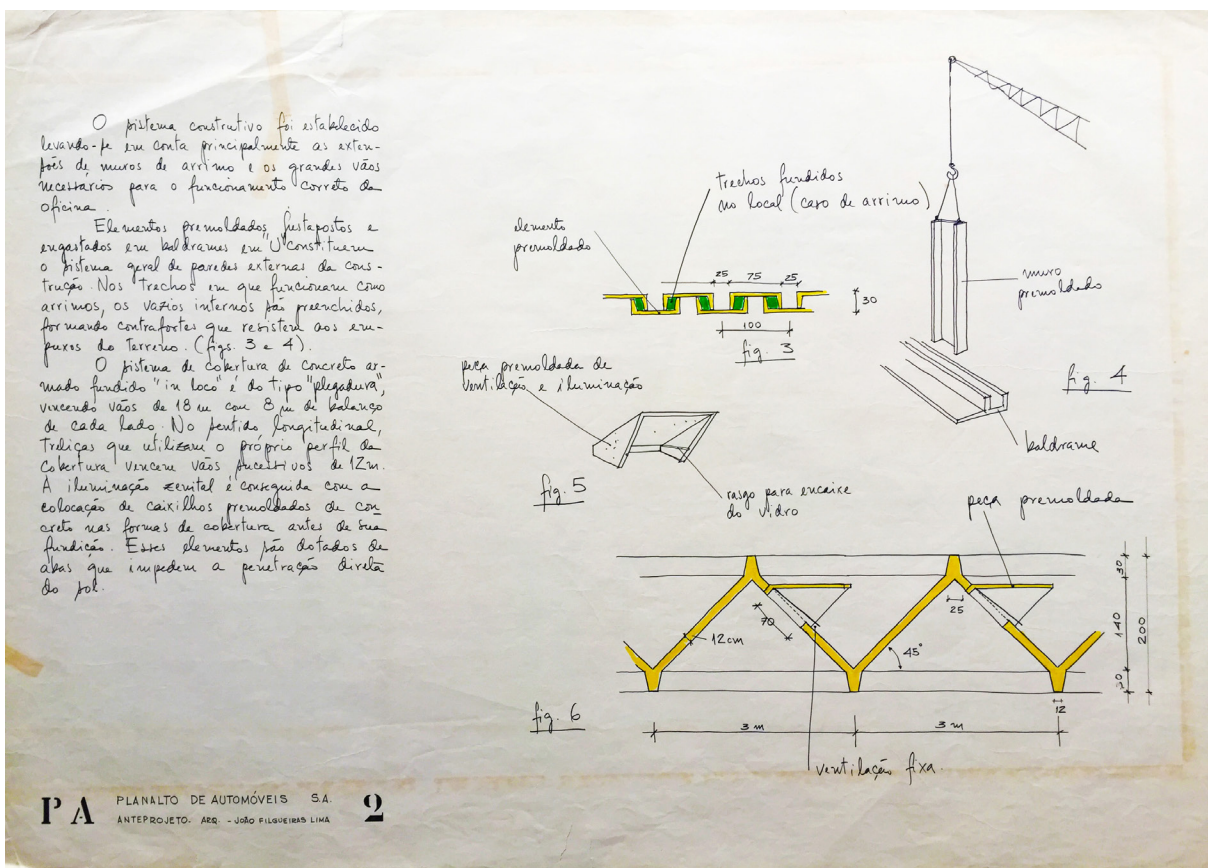 O sistema construtivo foi estabelecido
levando-se em conta principalmente as exten-
sões de muros de arrimo e os grandes vãos
necessários para o funcionamento correto da
oficina.
Elementos premoldados justapostos e
engastados em baldrames em "U" constituem
o sistema geral de paredes externas da cons-
trução. Nos trechos em que funcionam como
arrimos, os vazios internos são preenchidos,
formando contrafortes que resistem aos em-
puxos do terreno. (figs. 3 e 4).
O sistema de cobertura de concreto ar-
mado fundido "in loco" é do tipo "plegadura",
vencendo vãos de 18 m com 8 m de balanço
de cada lado. No sentido longitudinal,
treliças que utilizam o próprio perfil da
cobertura vencem vãos sucessivos de 12m.
A iluminação zenital é conseguida com a
colocação de caixilhos premoldados de con
creto nas formas de cobertura antes de sua
fundição. Esses elementos são dotados de
abas que impedem a penetração direta
do sol.
trechos fundidos
no local (caso de arrimo)
elemento
premoldado
25
75
25
30
100
fig. 3
muro
premoldado
fig. 4
baldrame
peça premoldada de
ventilação e iluminação
fig. 5
rasgo para encaixe
do vidro
peça premoldada
70
12cm
25
45°
30
140
200
30
12
fig. 6
3 m
3 m
ventilação fixa
PA
PLANALTO DE AUTOMÓVEIS S.A.
ANTEPROJETO. ARQ. - JOÃO FILGUEIRAS LIMA
2